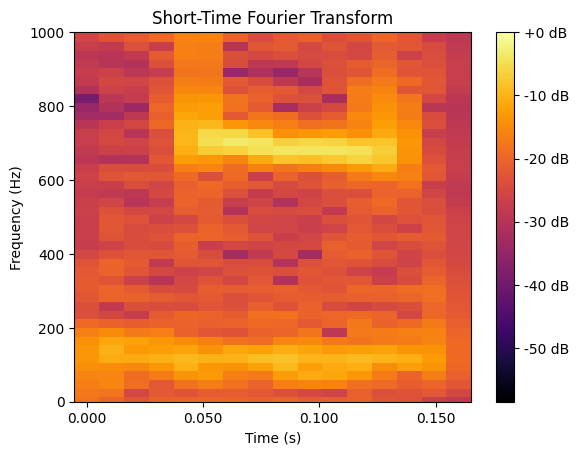 Short-Time Fourier Transform
1000
800
600
400
200
0
Frequency (Hz)
0.000
0.050
0.100
0.150
Time (s)
+0 dB
-10 dB
-20 dB
-30 dB
-40 dB
-50 dB